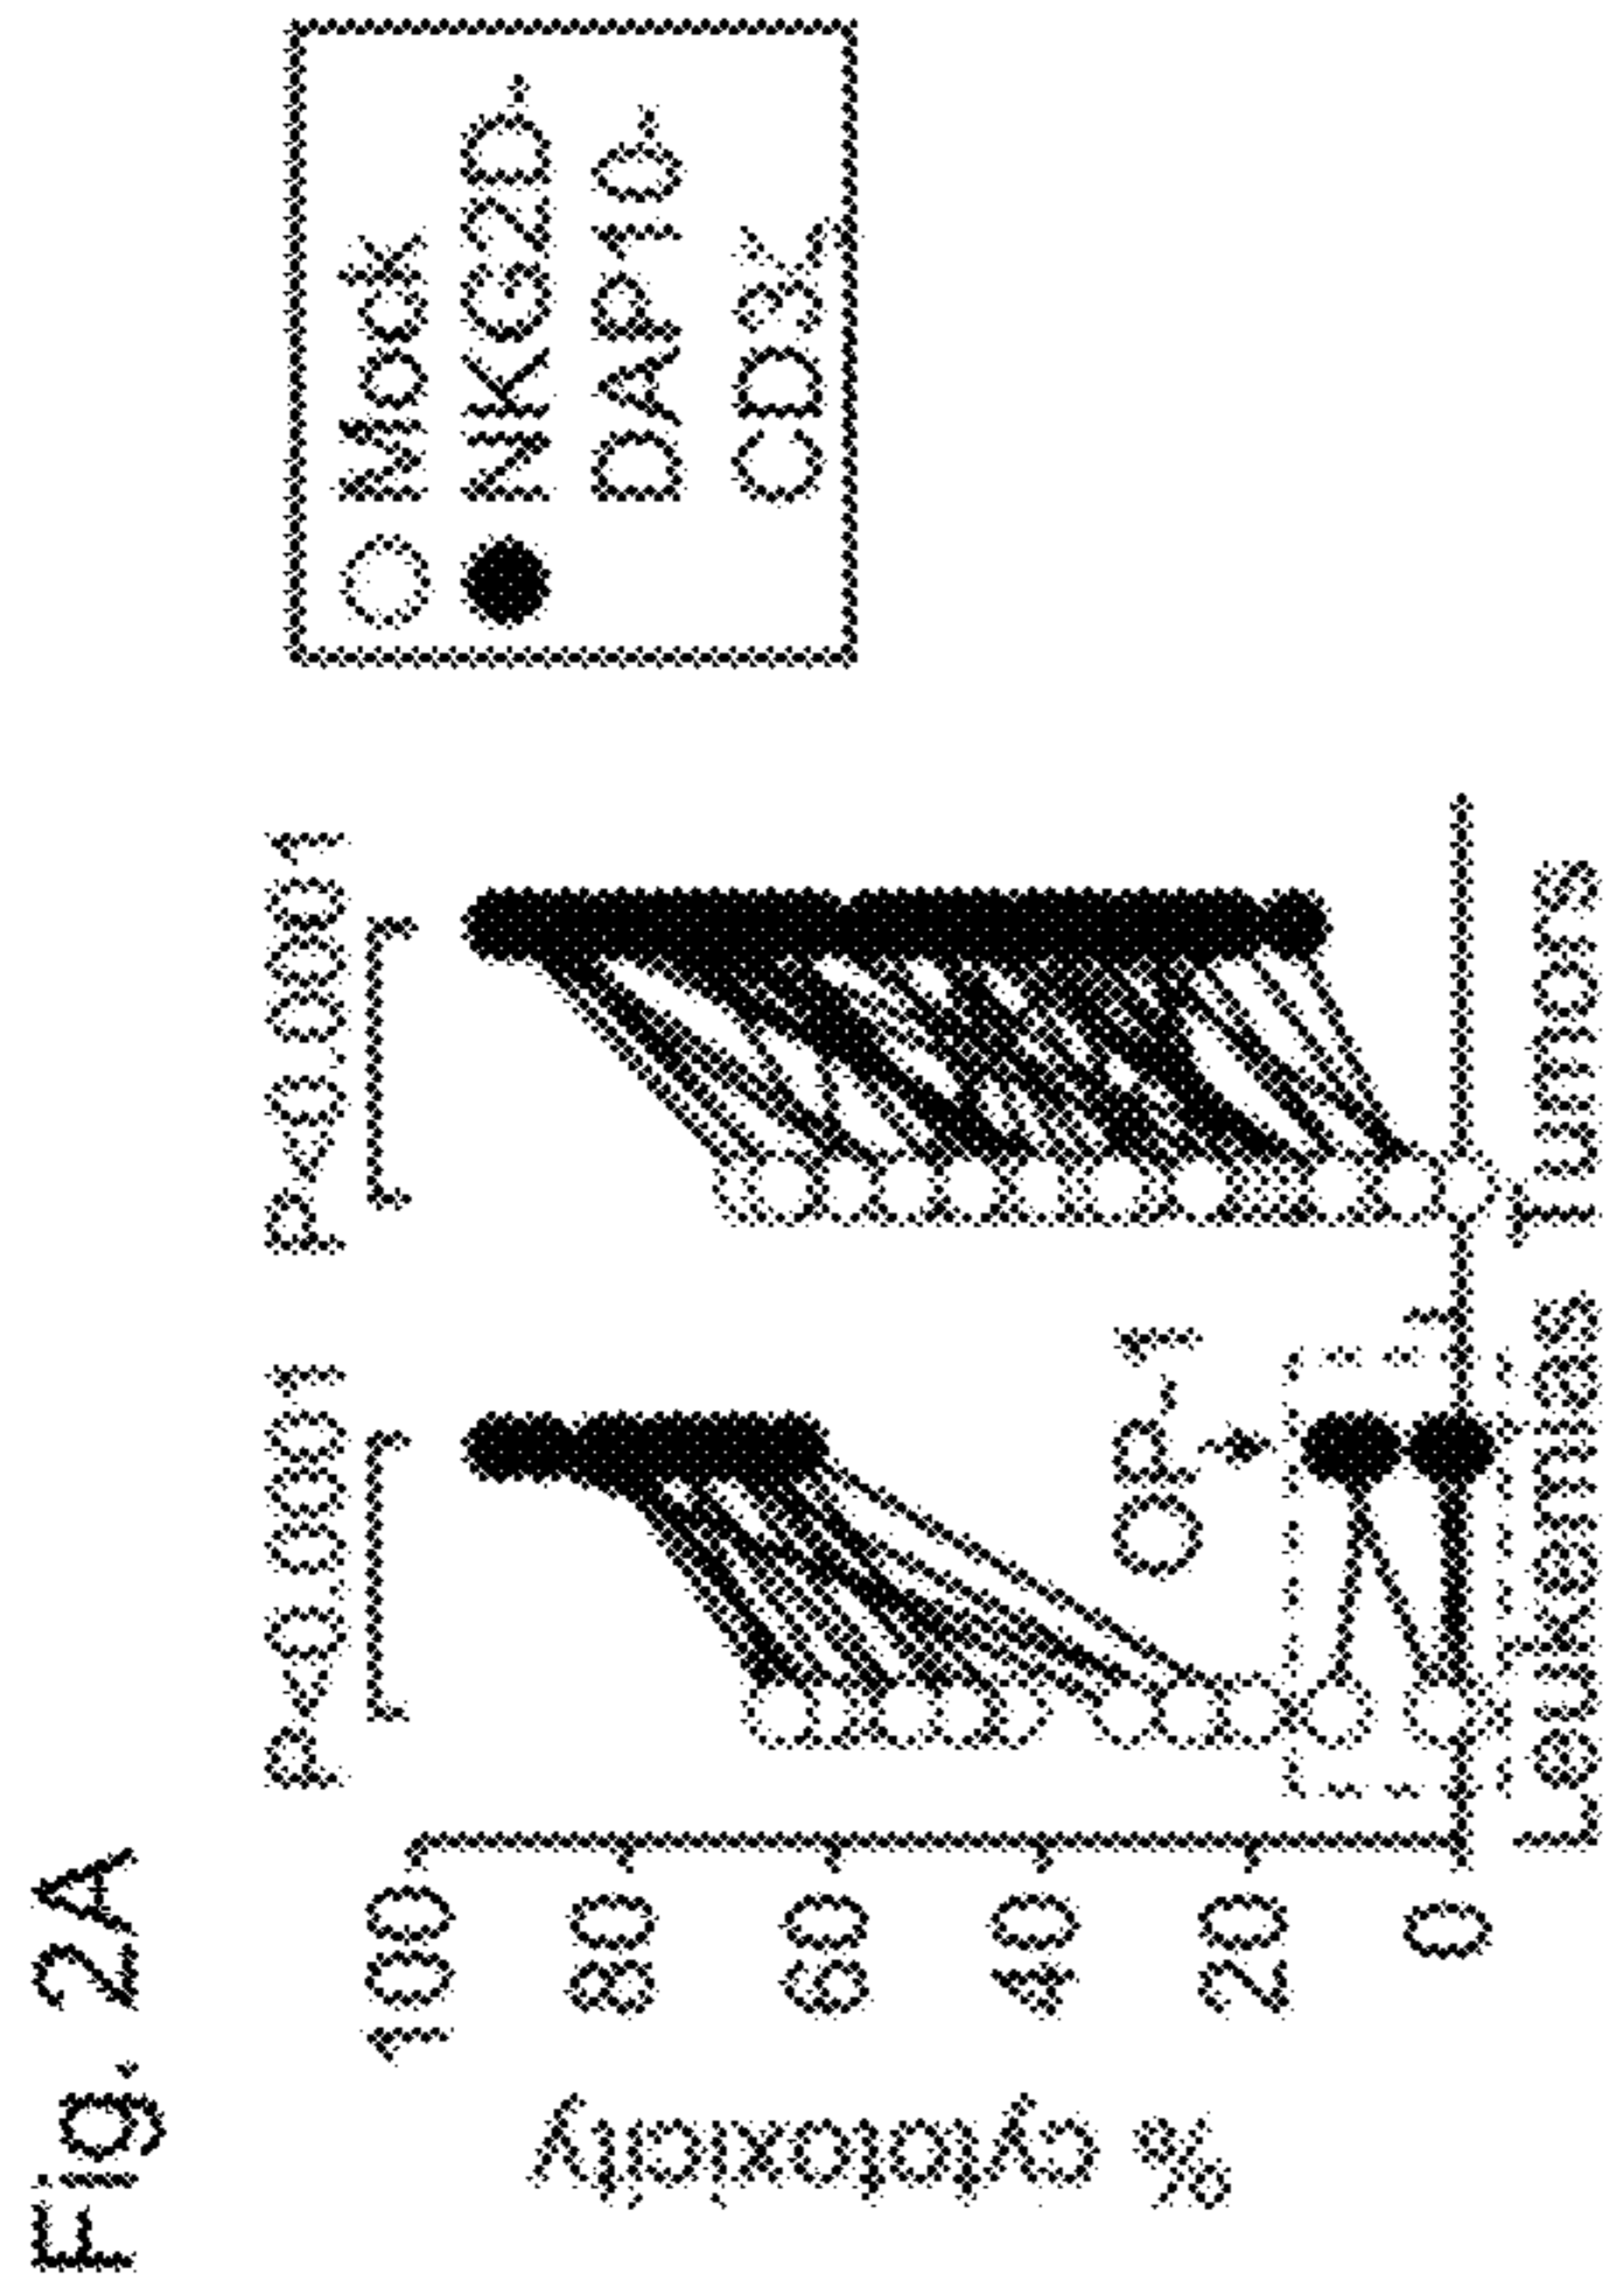 Fig. 2A
P<0.0001
P<0.0001
Mock
NKG2D-
DAP10-
CD3ζ
% cytotoxicity
100
80
60
40
20
0
OP-1
Leukemias
Tumors